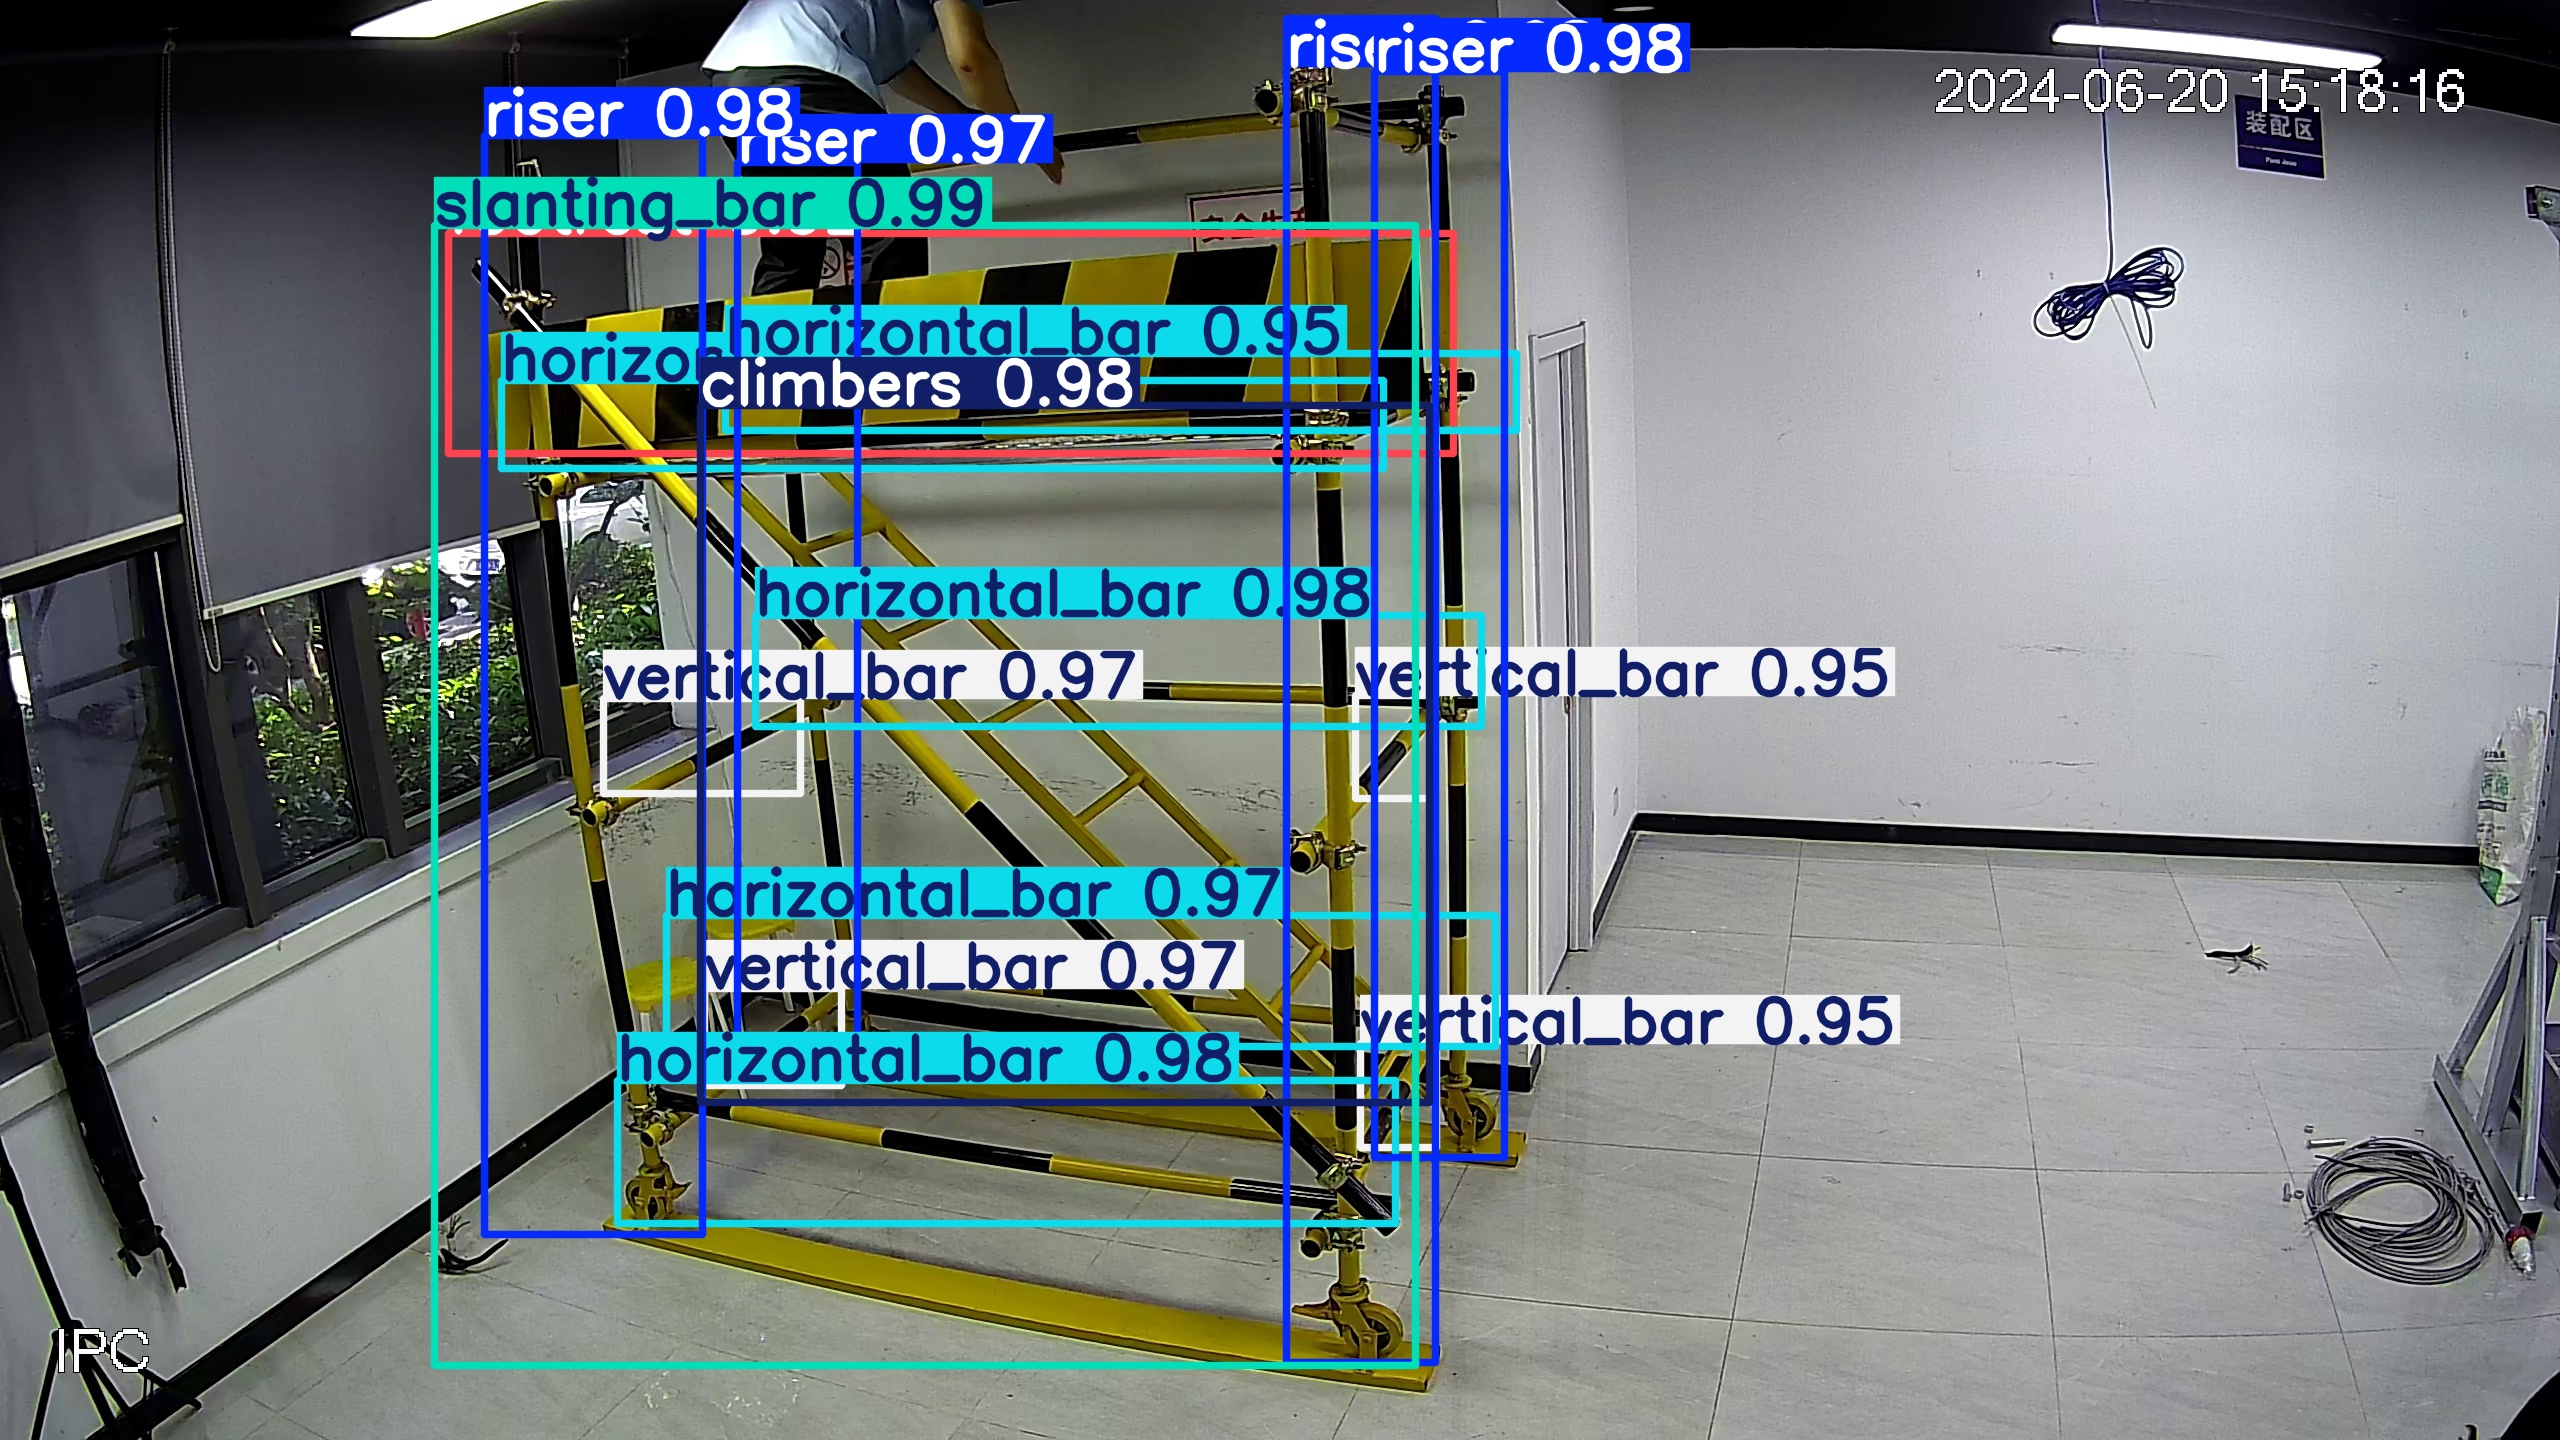 riser 0.98
2024-06-20 15:18:16
装配区
riser 0.98
riser 0.97
slanting_bar 0.99
horizontal_bar 0.95
climbers 0.98
horizontal_bar 0.98
vertical_bar 0.97
vertical_bar 0.95
horizontal_bar 0.97
vertical_bar 0.97
vertical_bar 0.95
horizontal_bar 0.98
IPC